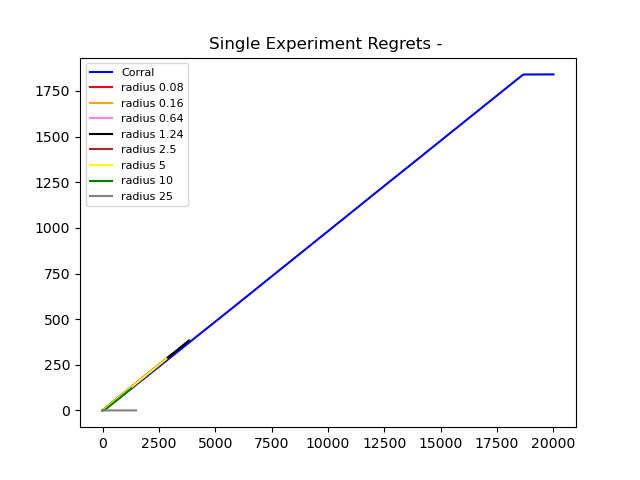 Single Experiment Regrets -
Corral
radius 0.08
radius 0.16
radius 0.64
radius 1.24
radius 2.5
radius 5
radius 10
radius 25
1750
1500
1250
1000
750
500
250
0
0 2500 5000 7500 10000 12500 15000 17500 20000